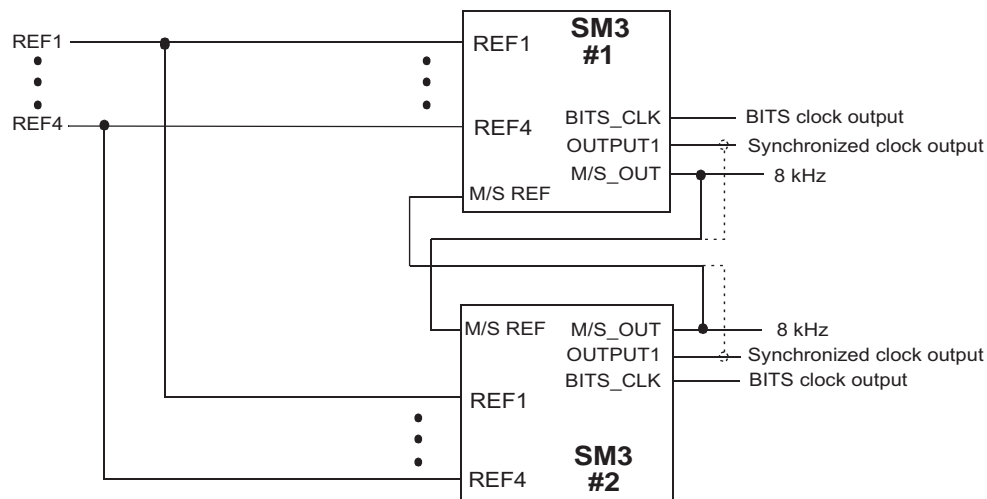 REF1
REF4
REF1
SM3
#1
REF4
BITS_CLK
OUTPUT1
M/S_OUT
M/S REF
BITS clock output
Synchronized clock output
8 kHz
M/S REF
M/S_OUT
OUTPUT1
BITS_CLK
8 kHz
Synchronized clock output
BITS clock output
REF1
REF4
SM3
#2